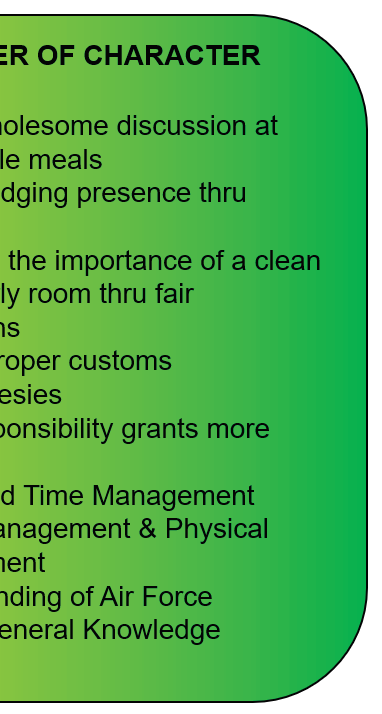 ER OF CHARACTER
olesome discussion at
le meals
dging presence thru
the importance of a clean
ly room thru fair
ns
roper customs
esies
ponsibility grants more
d Time Management
anagement & Physical
ment
nding of Air Force
eneral Knowledge